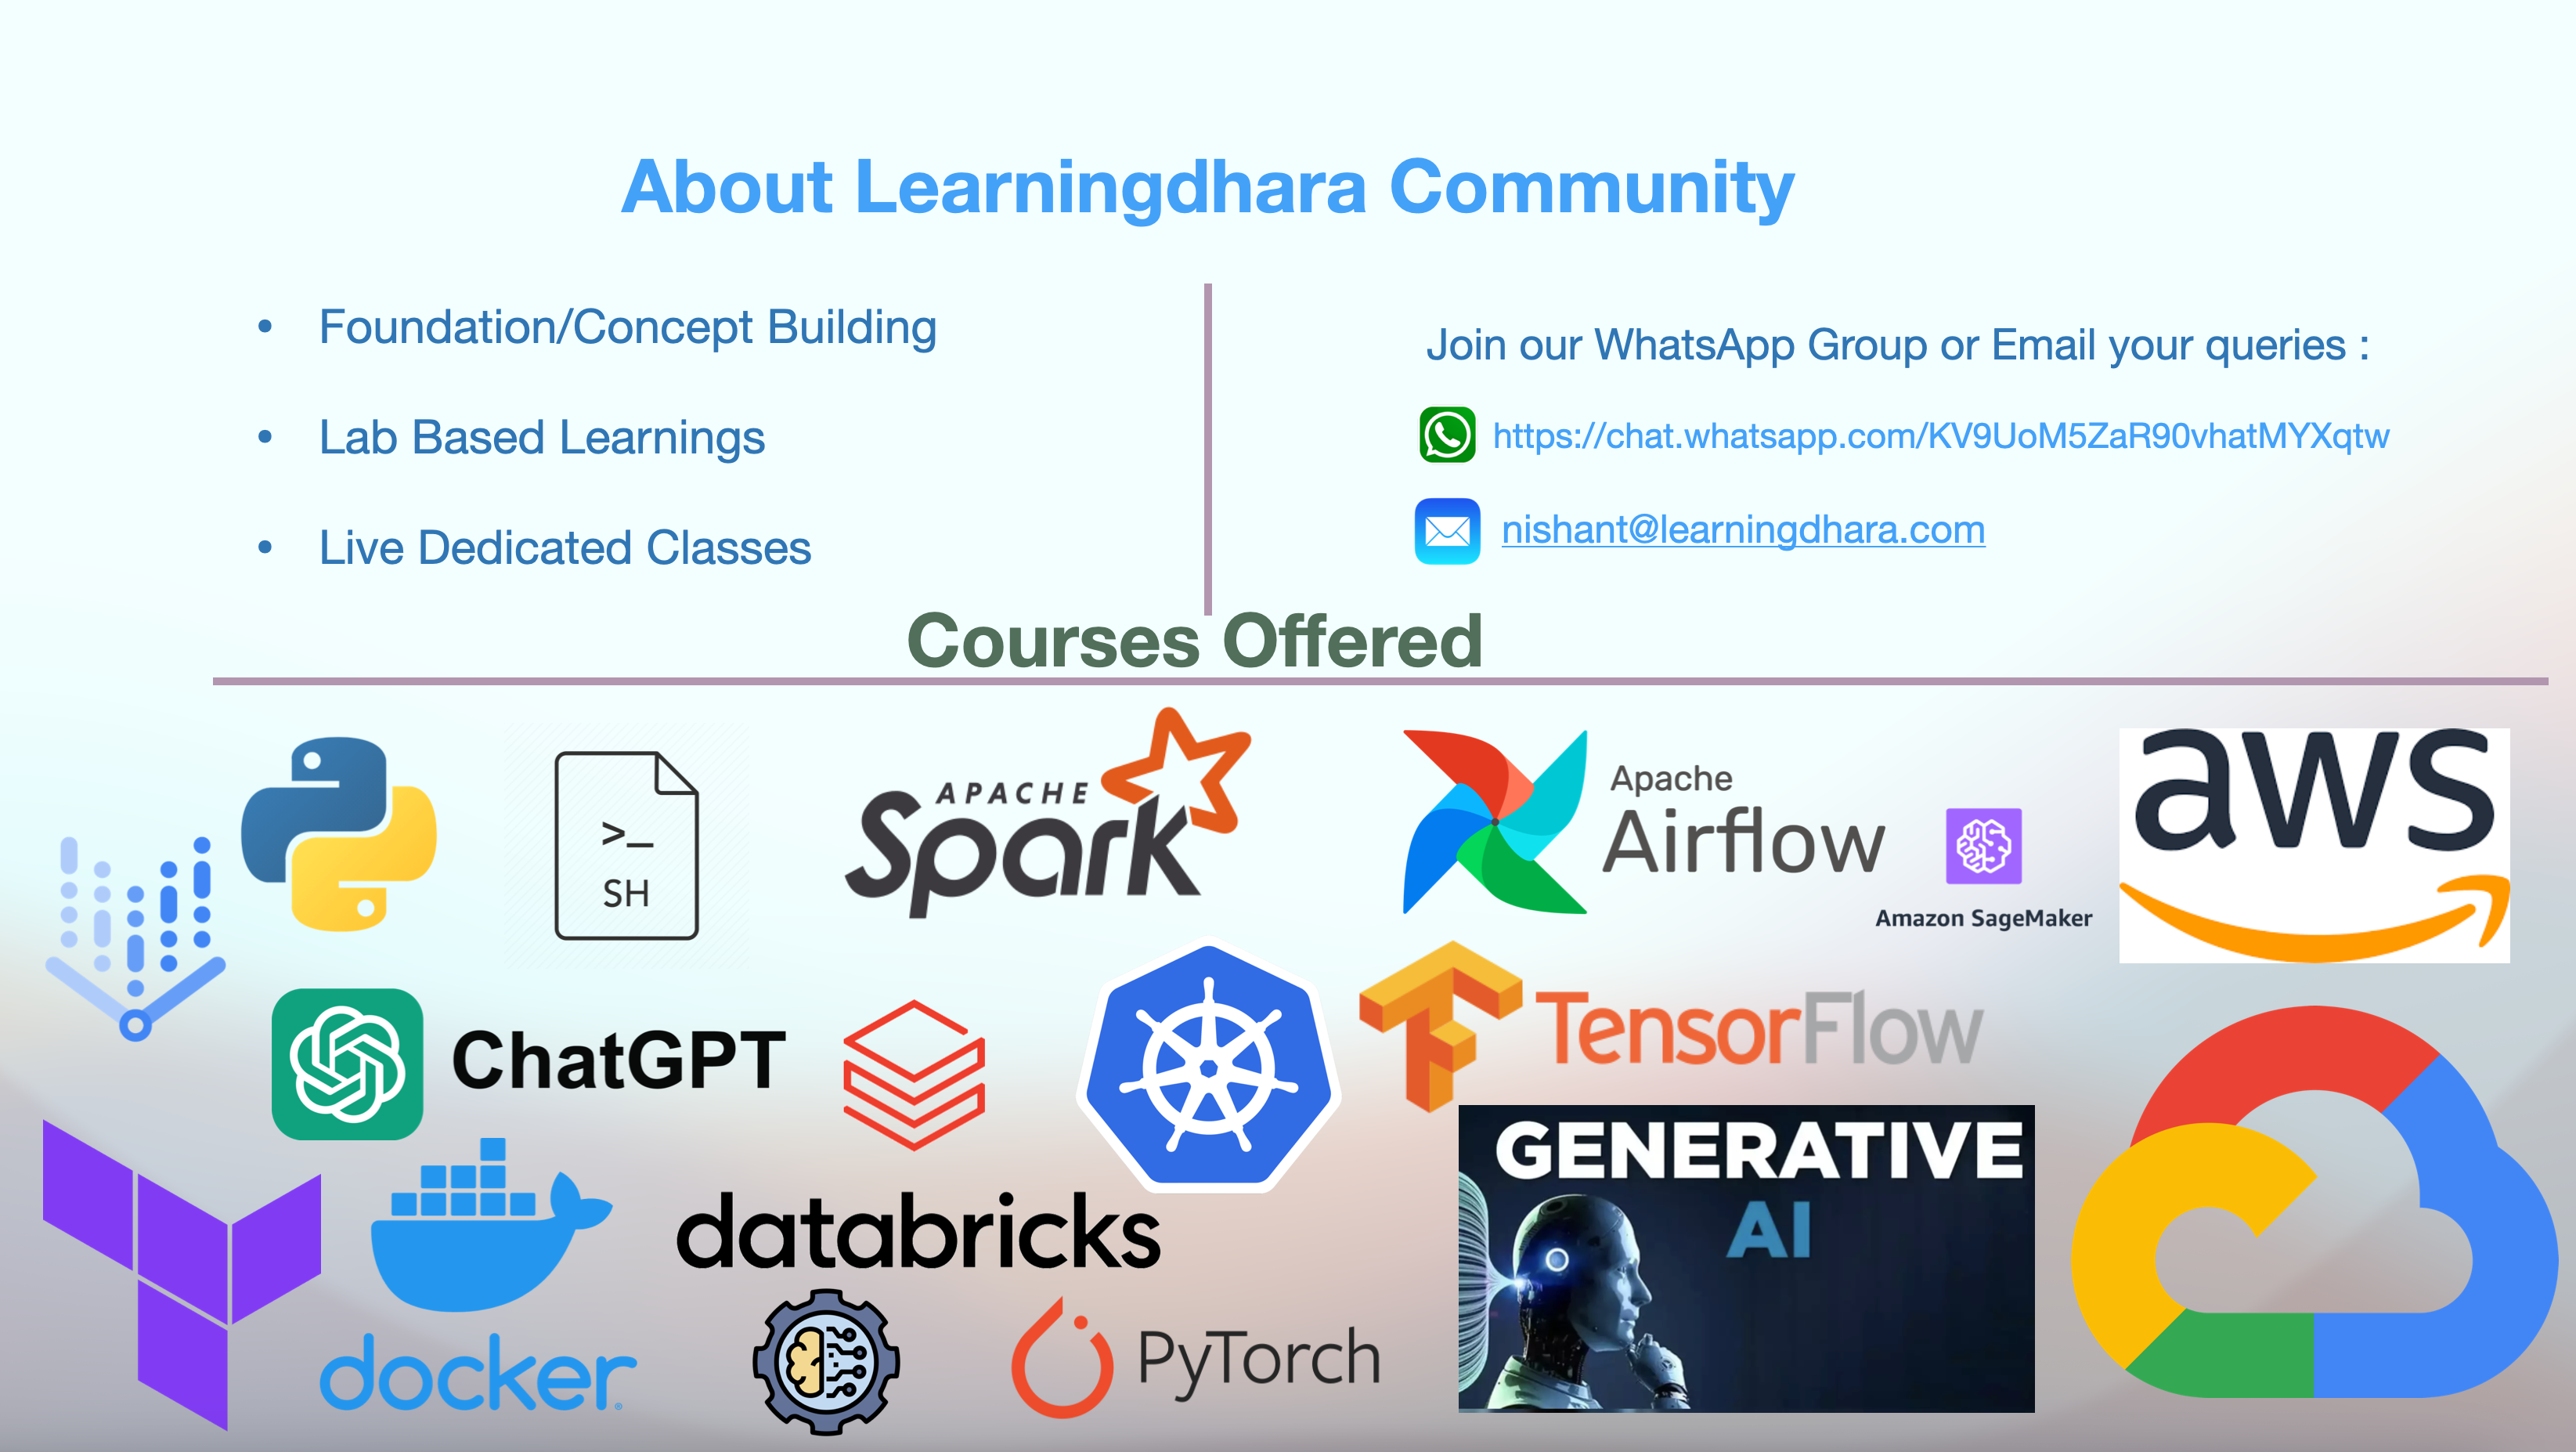 About Learningdhara Community
• Foundation/Concept Building
• Lab Based Learnings
• Live Dedicated Classes
Join our WhatsApp Group or Email your queries :
https://chat.whatsapp.com/KV9UoM5ZaR90vhatMYXqtw
nishant@learningdhara.com
Courses Offered
>_
SH
APACHE
Spark
Apache
Airflow
Amazon SageMaker
aws
ChatGPT
TensorFlow
GENERATIVE
AI
databricks
docker
PyTorch